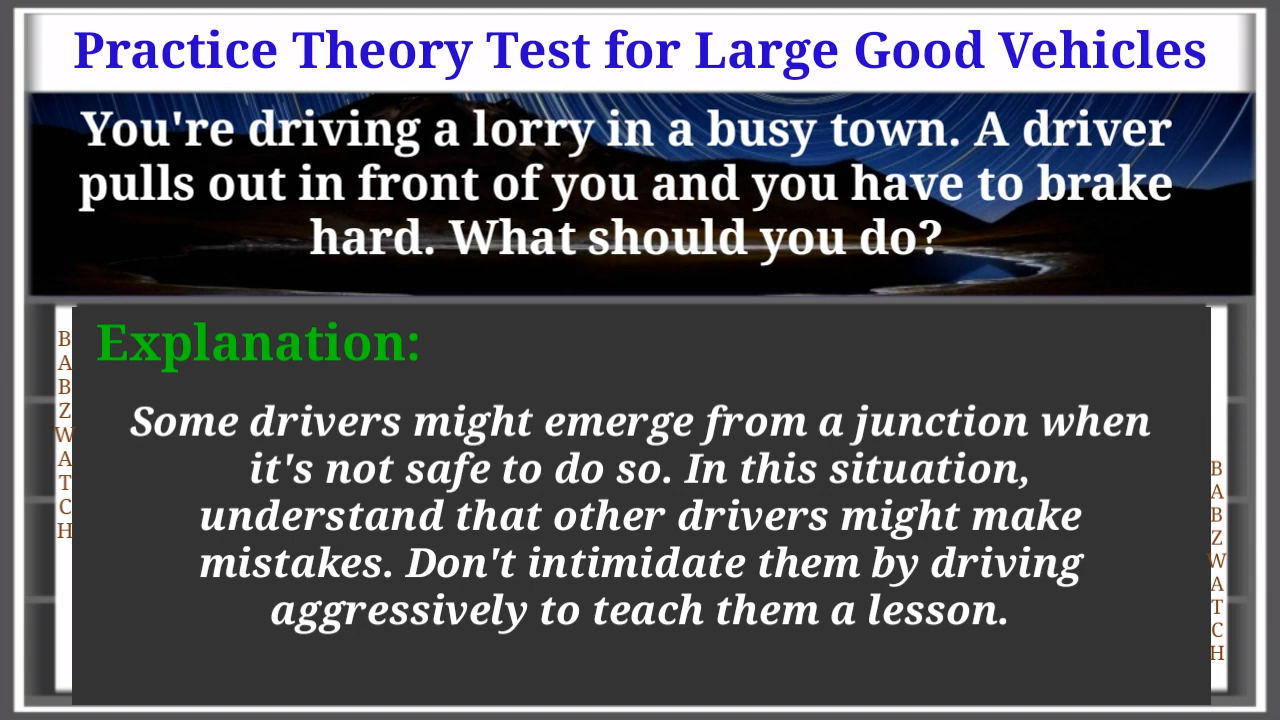 Practice Theory Test for Large Good Vehicles
You're driving a lorry in a busy town. A driver
pulls out in front of you and you have to brake
hard. What should you do?
Explanation:
Some drivers might emerge from a junction when
it's not safe to do so. In this situation,
understand that other drivers might make
mistakes. Don't intimidate them by driving
aggressively to teach them a lesson.
BABZWATCH
BABZWATCH